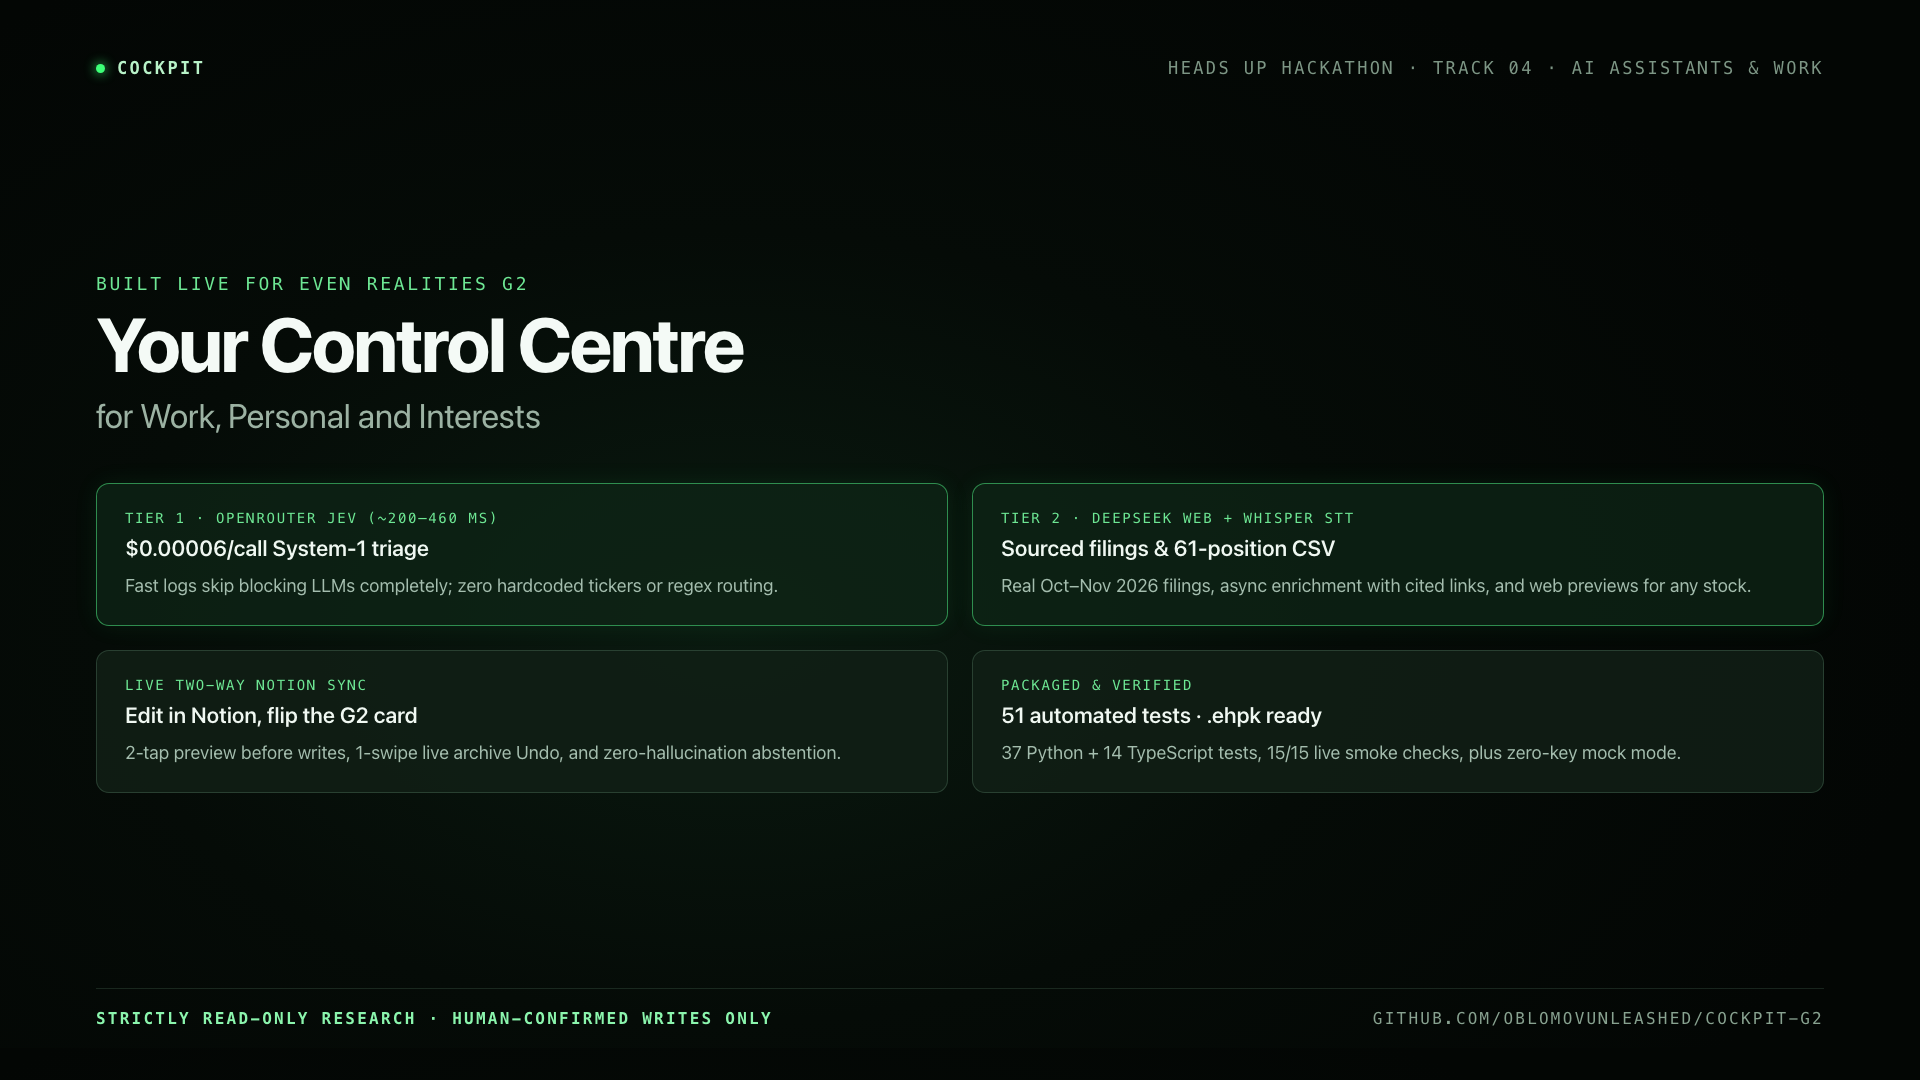 COCKPIT
HEADS UP HACKATHON · TRACK 04 · AI ASSISTANTS & WORK
BUILT LIVE FOR EVEN REALITIES G2
Your Control Centre
for Work, Personal and Interests
TIER 1 · OPENROUTER JEV (~200–460 MS)
$0.00006/call System-1 triage
Fast logs skip blocking LLMs completely; zero hardcoded tickers or regex routing.
TIER 2 · DEEPSEEK WEB + WHISPER STT
Sourced filings & 61-position CSV
Real Oct–Nov 2026 filings, async enrichment with cited links, and web previews for any stock.
LIVE TWO-WAY NOTION SYNC
Edit in Notion, flip the G2 card
2-tap preview before writes, 1-swipe live archive Undo, and zero-hallucination abstention.
PACKAGED & VERIFIED
51 automated tests · .ehpk ready
37 Python + 14 TypeScript tests, 15/15 live smoke checks, plus zero-key mock mode.
STRICTLY READ-ONLY RESEARCH · HUMAN-CONFIRMED WRITES ONLY
GITHUB.COM/OBLOMOVUNLEASHED/COCKPIT-G2